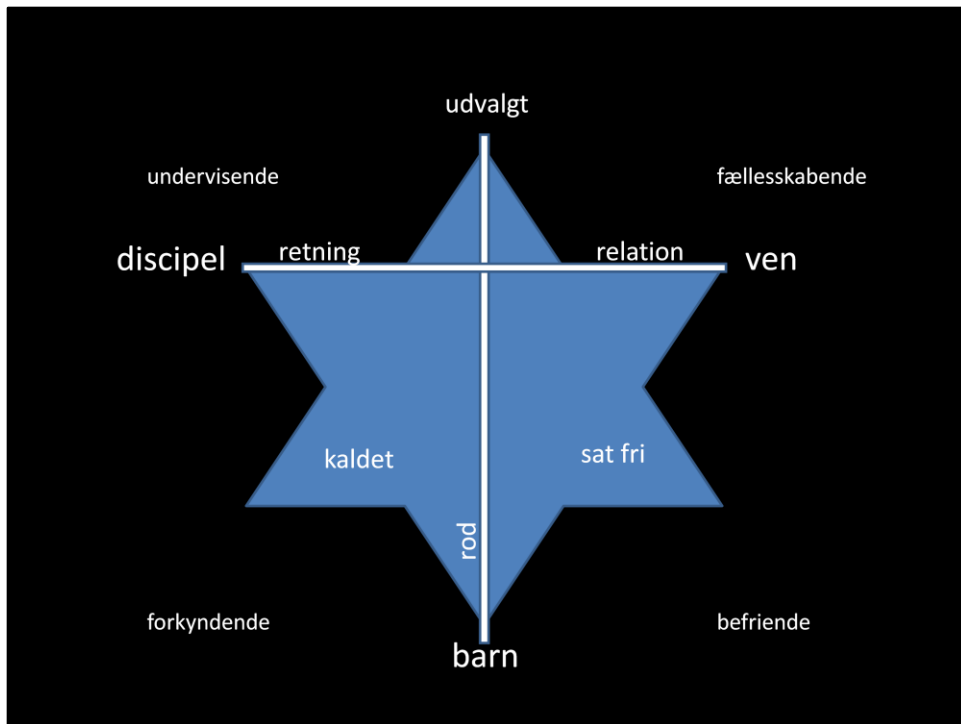 udvalgt
undervisende
fællesskabende
discipel
retning
relation
ven
kaldet
sat fri
rod
forkyndende
befriende
barn